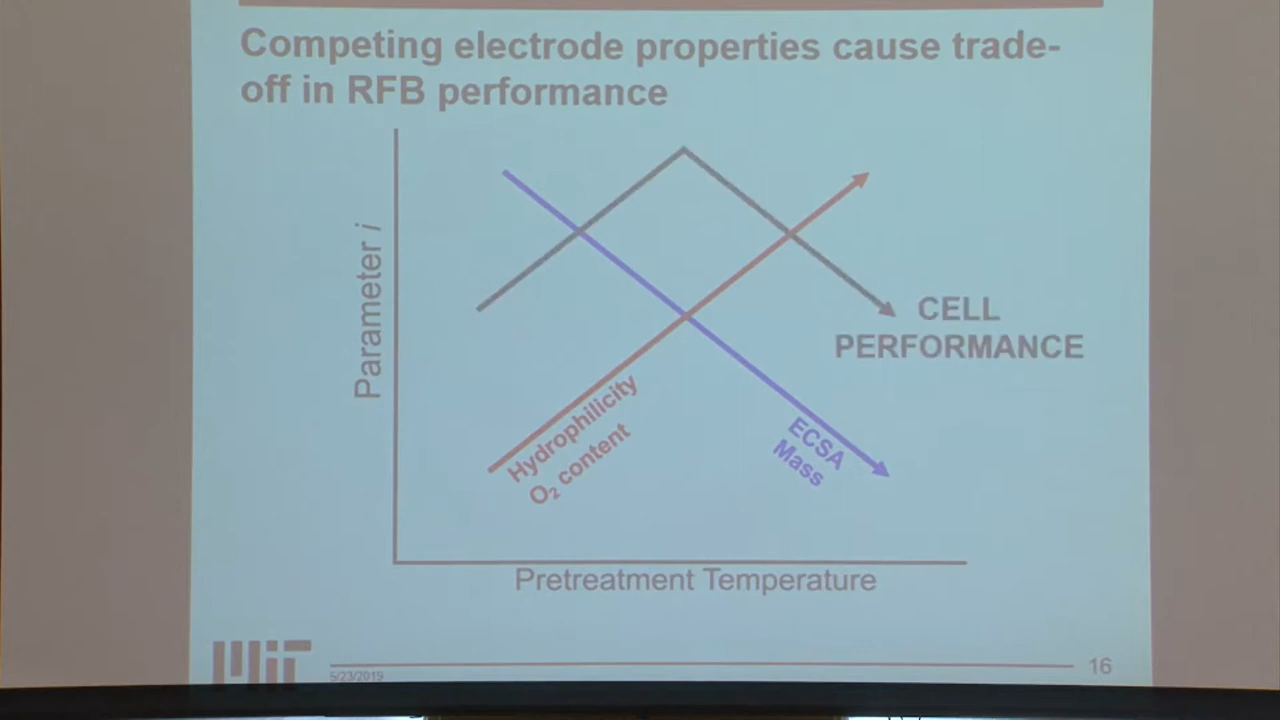 Competing electrode properties cause trade-
off in RFB performance
Parameter i
CELL
PERFORMANCE
Hydrophilicity
O₂ content
ECSA
Mass
Pretreatment Temperature
MIT
5/23/2019
16